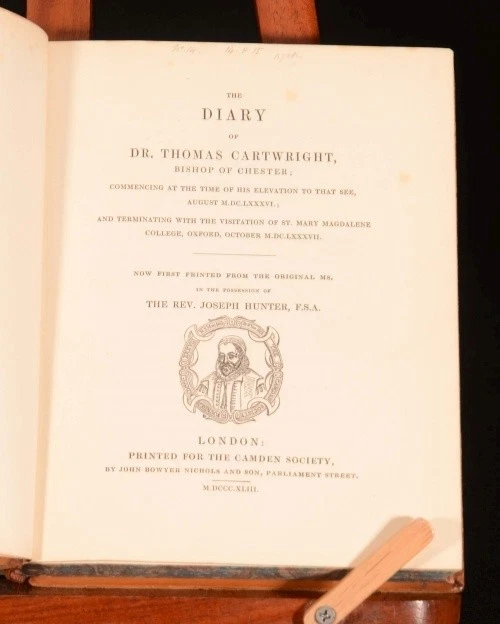 THE
DIARY
OF
DR. THOMAS CARTWRIGHT,
BISHOP OF CHESTER;
COMMENCING AT THE TIME OF HIS ELEVATION TO THAT SEE,
AUGUST M.DC.LXXXVI.;
AND TERMINATING WITH THE VISITATION OF ST. MARY MAGDALENE
COLLEGE, OXFORD, OCTOBER M.DC.LXXXVII.
NOW FIRST PRINTED FROM THE ORIGINAL MS.
IN THE POSSESSION OF
THE REV. JOSEPH HUNTER, F.S.A.
LONDON:
PRINTED FOR THE CAMDEN SOCIETY,
BY JOHN BOWYER NICHOLS AND SON, PARLIAMENT STREET.
M.DCCC.XLIII.